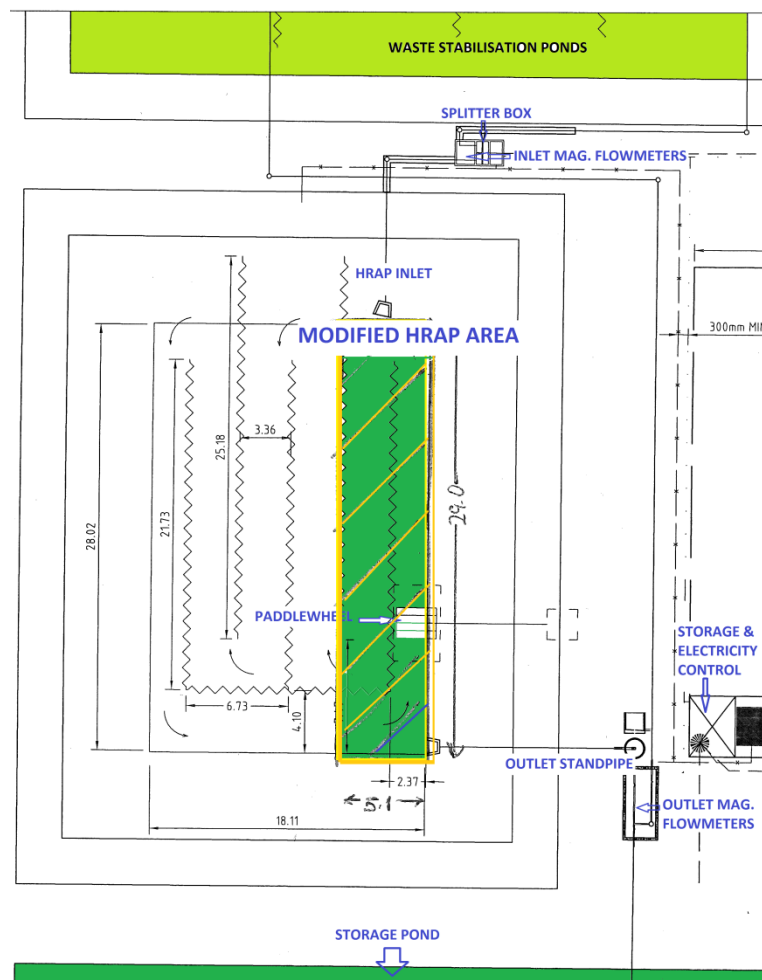 WASTE STABILISATION PONDS
SPLITTER BOX
INLET MAG. FLOWMETERS
HRAP INLET
300mm MIN
MODIFIED HRAP AREA
3.36
25.18
21.73
28.02
29.0
PADDLEWHEEL
STORAGE &
ELECTRICITY
CONTROL
6.73
4.10
OUTLET STANDPIPE
2.37
5.1
OUTLET MAG.
FLOWMETERS
18.11
STORAGE POND